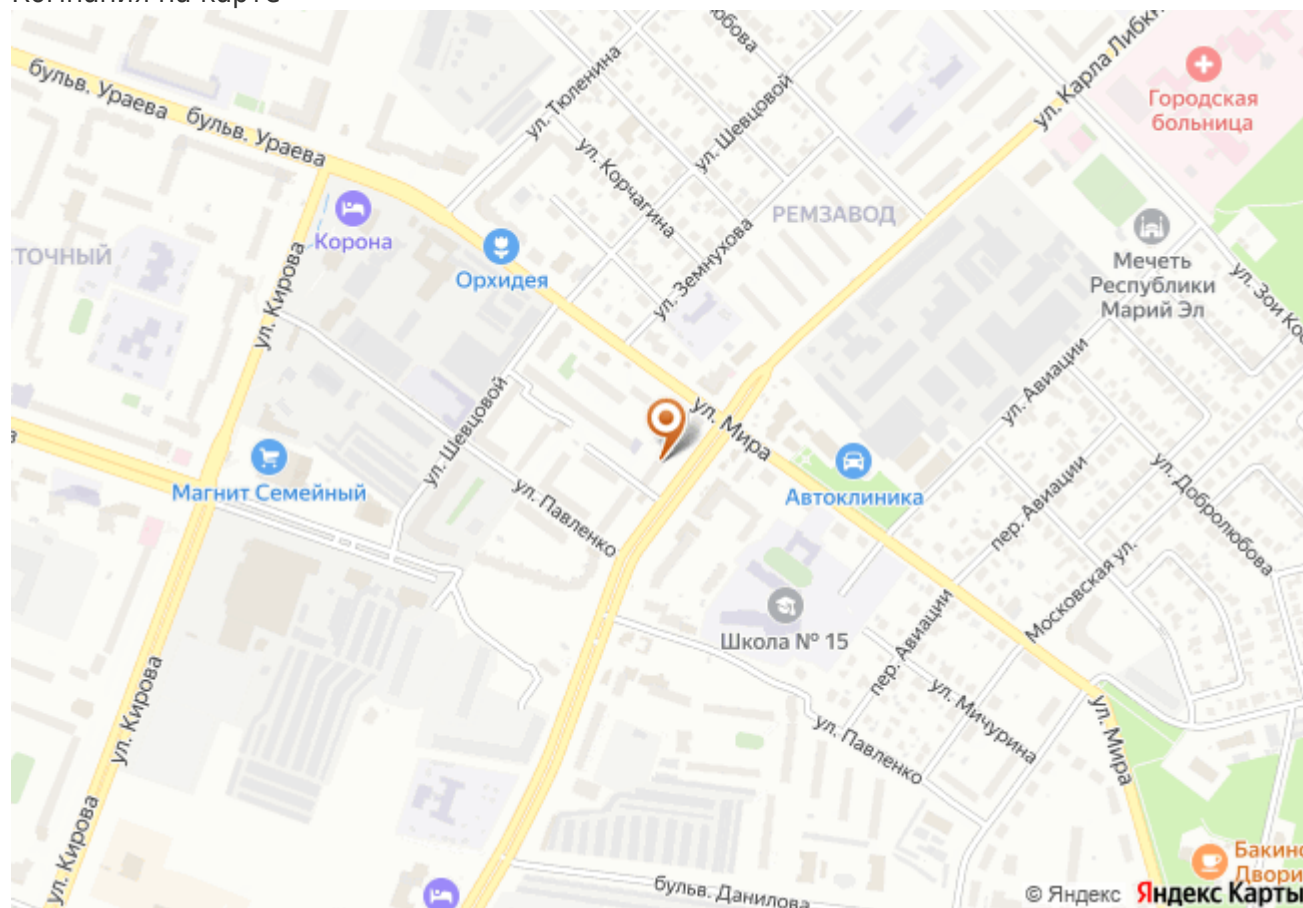 Компания на карте
бульв. Ураева
бульв. Ураева
ул. Тюленина
ул. Шевцовой
ул. Корчагина
ул. Земнухова
РЕМЗАВОД
Городская
больница
Корона
Орхидея
ул. Кирова
Мечеть
Республики
Марий Эл
ул. Авиации
ул. Шевцовой
ул. Мира
Магнит Семейный
Автоклиника
ул. Павленко
пер. Авиации
ул. Добролюбова
Московская ул.
Школа № 15
пер. Авиации
ул. Мичурина
ул. Кирова
ул. Павленко
ул. Мира
ул. Кирова
бульв. Данилова
© Яндекс Яндекс Карты